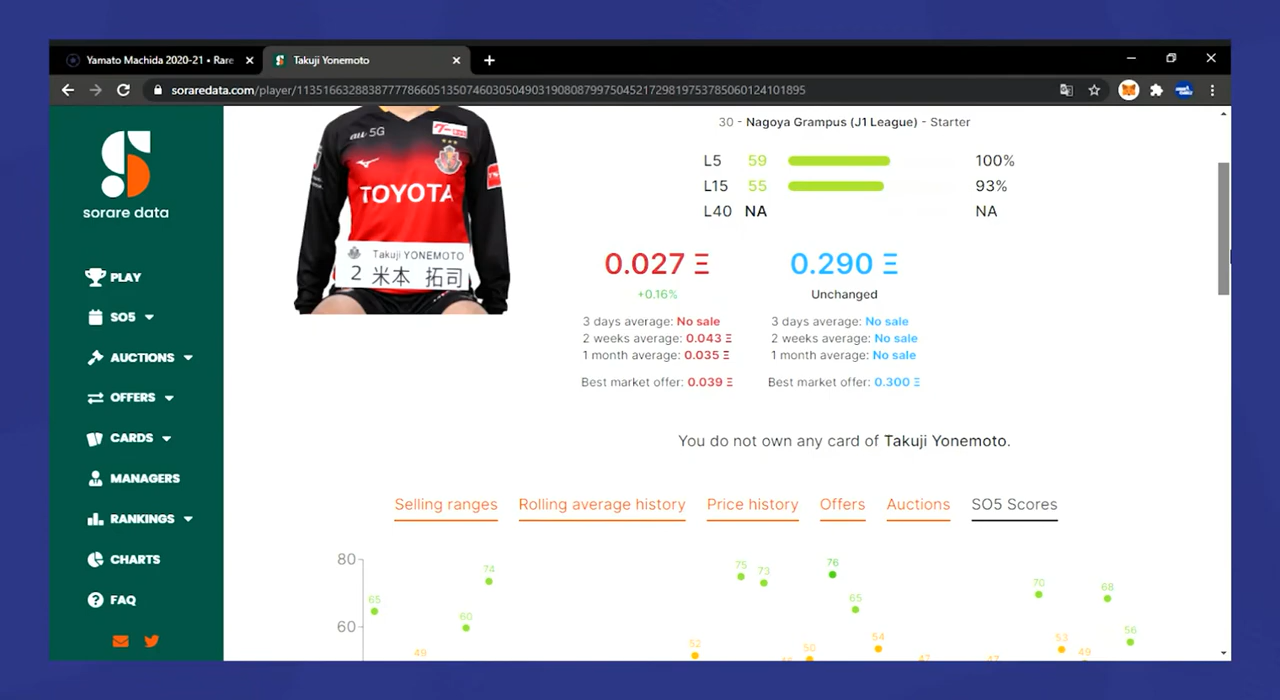 Yamato Machida 2020-21 • Rare
Takuji Yonemoto
soraredata.com/player/113516632883877778660513507460305049031908087997504521729819753785060124101895
sorare data
PLAY
SO5
AUCTIONS
OFFERS
CARDS
MANAGERS
RANKINGS
CHARTS
FAQ
au 5G
TOYOTA
Takuji YONEMOTO
2 米本 拓司
30 - Nagoya Grampus (J1 League) - Starter
L5 59 100%
L15 55 93%
L40 NA NA
0.027 Ξ
+0.16%
3 days average: No sale
2 weeks average: 0.043 Ξ
1 month average: 0.035 Ξ
Best market offer: 0.039 Ξ
0.290 Ξ
Unchanged
3 days average: No sale
2 weeks average: No sale
1 month average: No sale
Best market offer: 0.300 Ξ
You do not own any card of Takuji Yonemoto.
Selling ranges Rolling average history Price history Offers Auctions SO5 Scores
80
60
65
49
60
74
52
75
73
50
76
65
54
70
53
49
68
56